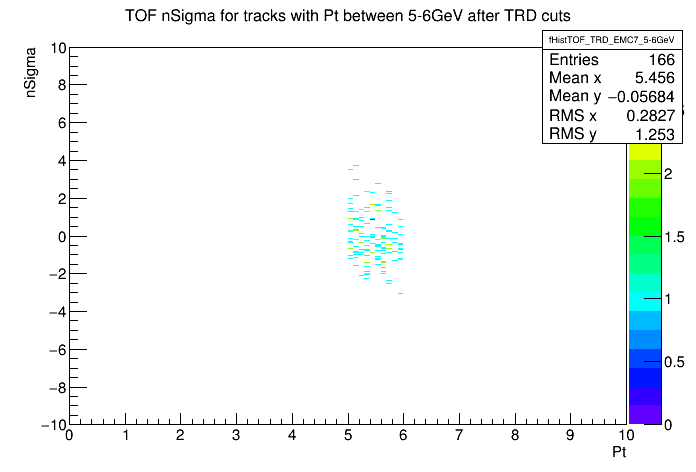 TOF nSigma for tracks with Pt between 5-6GeV after TRD cuts
fHistTOF_TRD_EMC7_5-6GeV
Entries 166
Mean x 5.456
Mean y −0.05684
RMS x 0.2827
RMS y 1.253
nSigma
10
8
6
4
2
0
−2
−4
−6
−8
−10
0 1 2 3 4 5 6 7 8 9 10
Pt
2
1.5
1
0.5
0